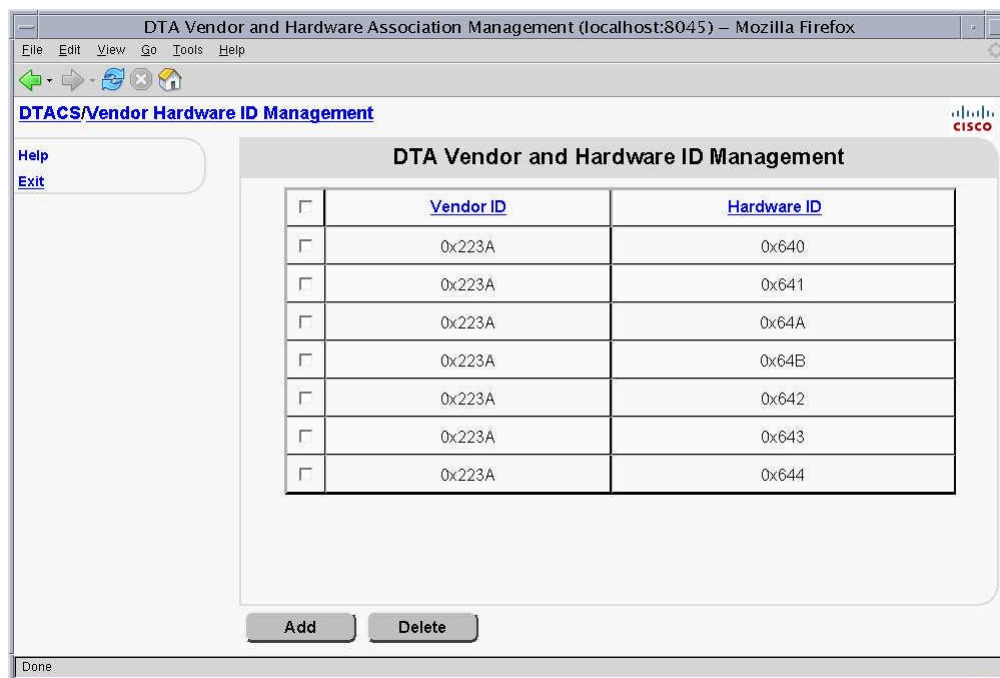 DTA Vendor and Hardware Association Management (localhost:8045) – Mozilla Firefox
File Edit View Go Tools Help
DTACS/Vendor Hardware ID Management
CISCO
Help
Exit
DTA Vendor and Hardware ID Management
Vendor ID Hardware ID
0x223A 0x640
0x223A 0x641
0x223A 0x64A
0x223A 0x64B
0x223A 0x642
0x223A 0x643
0x223A 0x644
Add Delete
Done